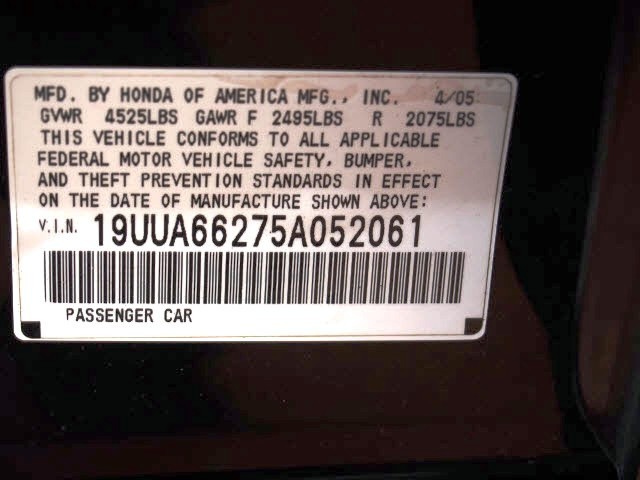 MFD. BY HONDA OF AMERICA MFG., INC. 4/05
GVWR 4525LBS GAWR F 2495LBS R 2075LBS
THIS VEHICLE CONFORMS TO ALL APPLICABLE
FEDERAL MOTOR VEHICLE SAFETY, BUMPER,
AND THEFT PREVENTION STANDARDS IN EFFECT
ON THE DATE OF MANUFACTURE SHOWN ABOVE:
V.I.N. 19UUA66275A052061
PASSENGER CAR